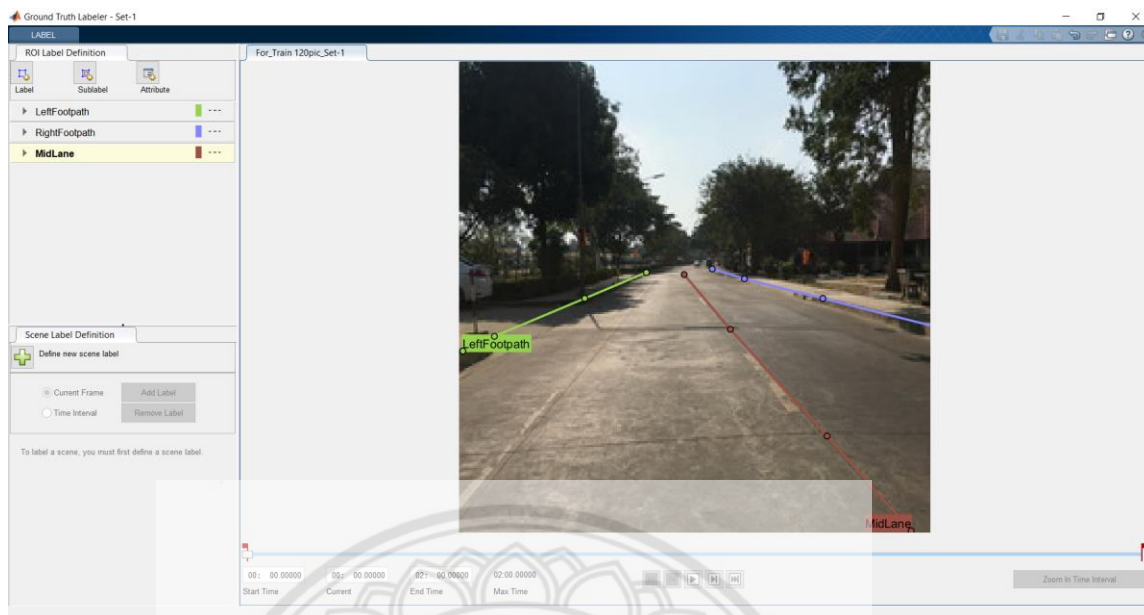 Ground Truth Labeler - Set-1
LABEL
ROI Label Definition
For_Train 120pic_Set-1
Label Sublabel Attribute
LeftFootpath
RightFootpath
MidLane
LeftFootpath
Scene Label Definition
Define new scene label
Current Frame Add Label
Time Interval Remove Label
To label a scene, you must first define a scene label.
MidLane
00: 00.00000 00: 00.00000 02: 00.00000 02:00.00000
Start Time Current End Time Max Time
Zoom In Time Interval